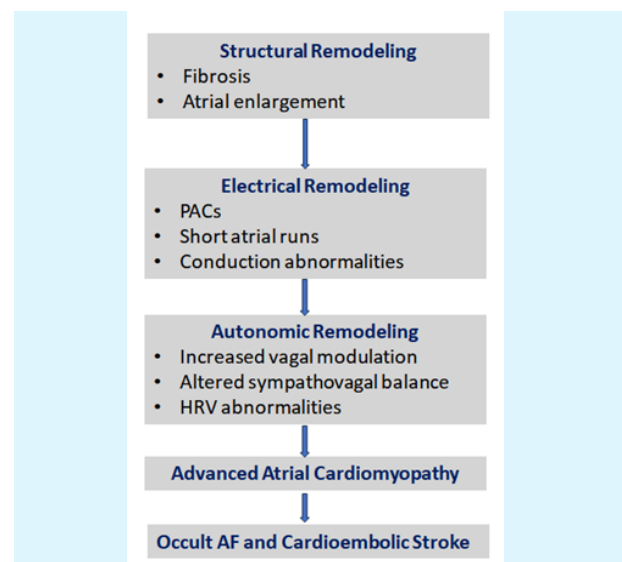 Structural Remodeling
• Fibrosis
• Atrial enlargement
Electrical Remodeling
• PACs
• Short atrial runs
• Conduction abnormalities
Autonomic Remodeling
• Increased vagal modulation
• Altered sympathovagal balance
• HRV abnormalities
Advanced Atrial Cardiomyopathy
Occult AF and Cardioembolic Stroke